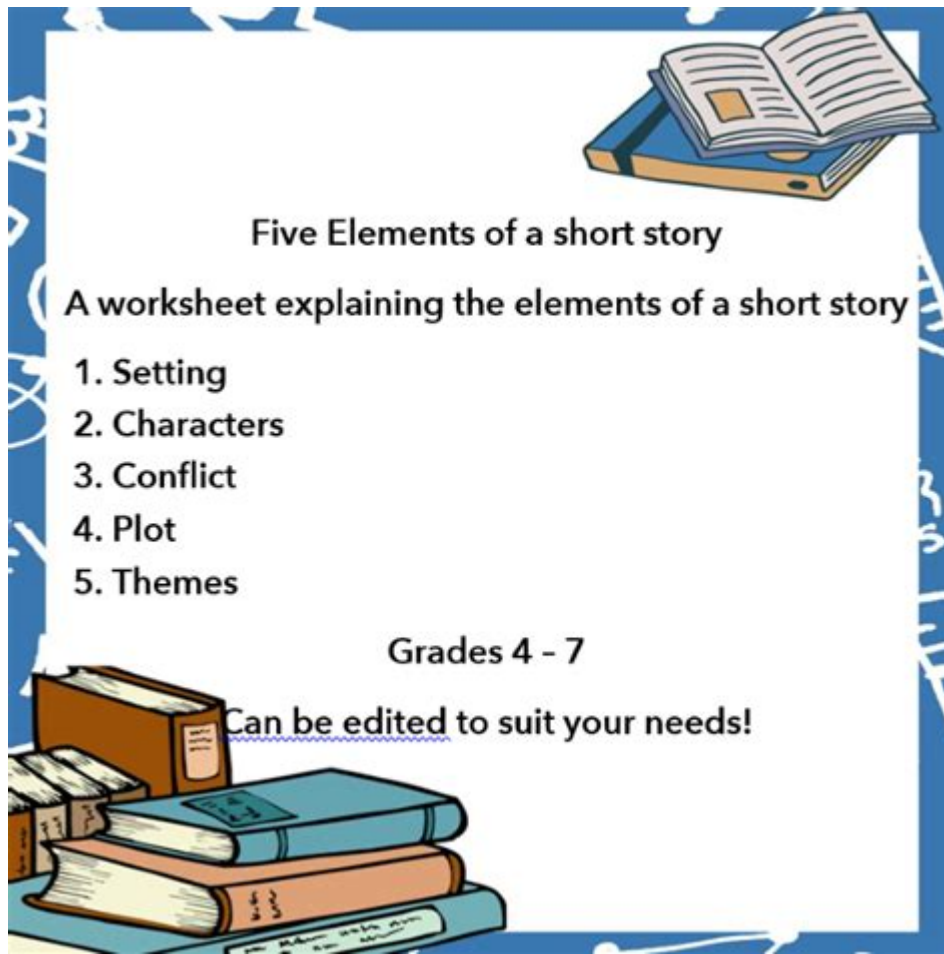 Five Elements of a short story
A worksheet explaining the elements of a short story
1. Setting
2. Characters
3. Conflict
4. Plot
5. Themes
Grades 4 – 7
Can be edited to suit your needs!